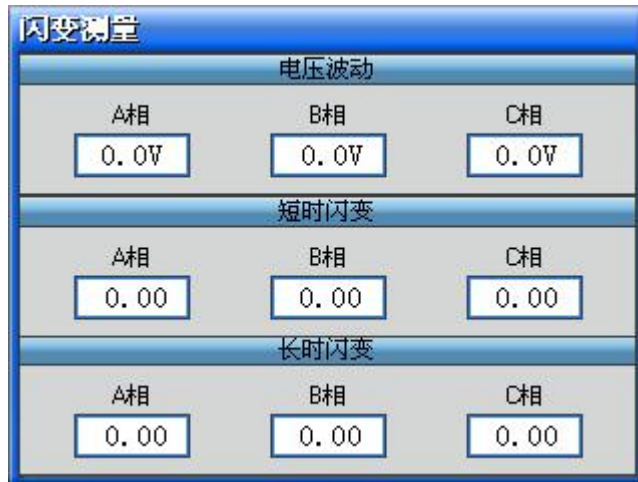 闪变测量
电压波动
A相 B相 C相
0.0V 0.0V 0.0V
短时闪变
A相 B相 C相
0.00 0.00 0.00
长时闪变
A相 B相 C相
0.00 0.00 0.00